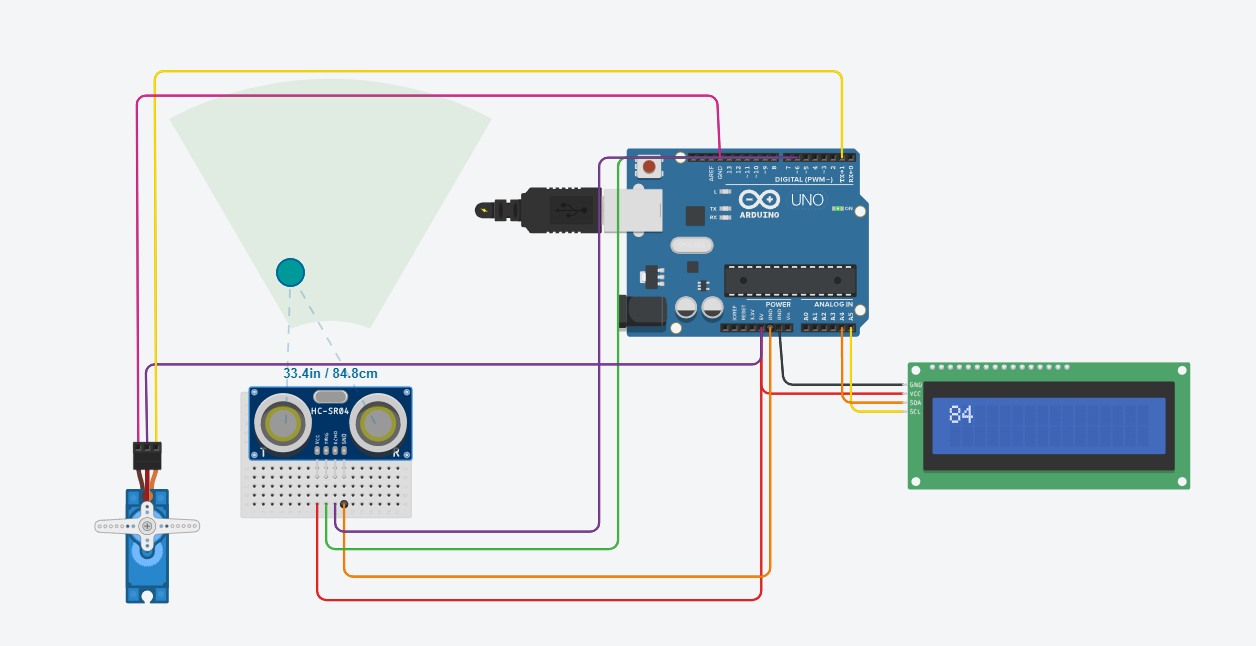 AREF
GND
13
12
~11
~10
~9
8
7
~6
~5
4
~3
2
TX→1
RX←0
DIGITAL (PWM~)
L
TX
RX
ARDUINO
UNO
ON
POWER
ANALOG IN
IOREF
RESET
3.3V
5V
GND
GND
Vin
A0
A1
A2
A3
A4
A5
33.4in / 84.8cm
HC-SR04
VCC
TRIG
ECHO
GND
T
R
GND
VCC
SDA
SCL
84